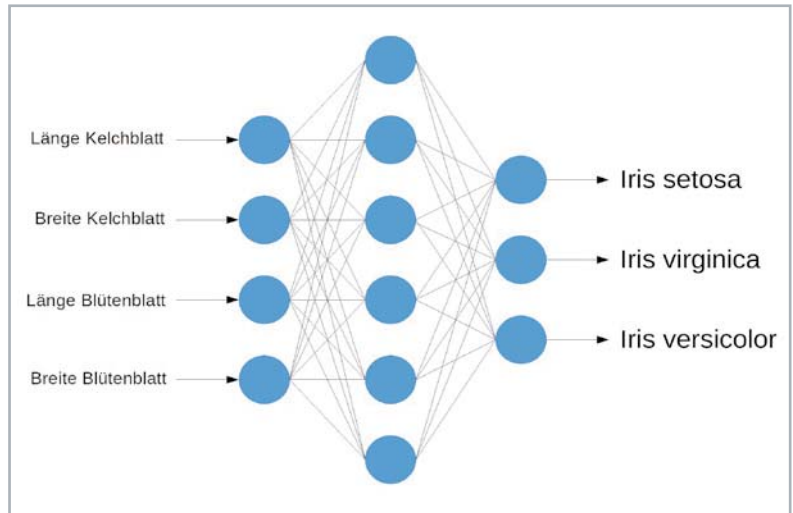 Länge Kelchblatt
Breite Kelchblatt
Länge Blütenblatt
Breite Blütenblatt
Iris setosa
Iris virginica
Iris versicolor